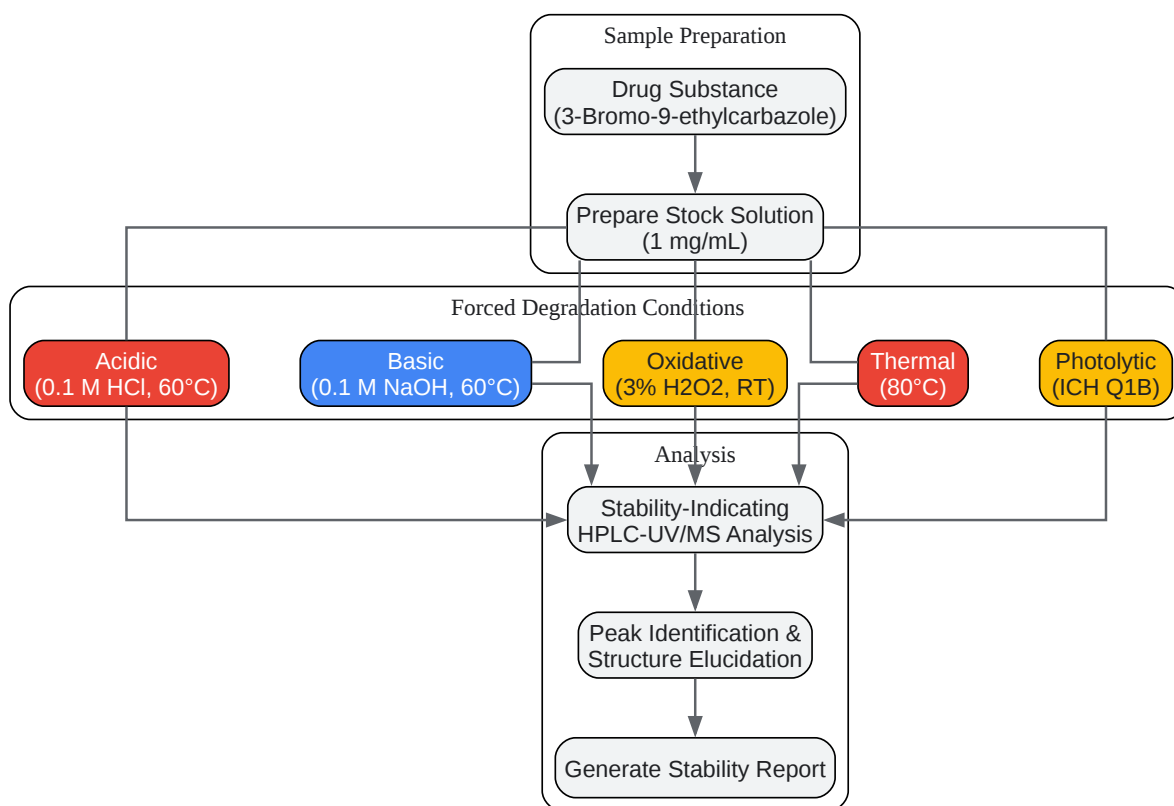 Sample Preparation
Drug Substance
(3-Bromo-9-ethylcarbazole)
Prepare Stock Solution
(1 mg/mL)
Forced Degradation Conditions
Acidic
(0.1 M HCl, 60°C)
Basic
(0.1 M NaOH, 60°C)
Oxidative
(3% H2O2, RT)
Thermal
(80°C)
Photolytic
(ICH Q1B)
Analysis
Stability-Indicating
HPLC-UV/MS Analysis
Peak Identification &
Structure Elucidation
Generate Stability Report